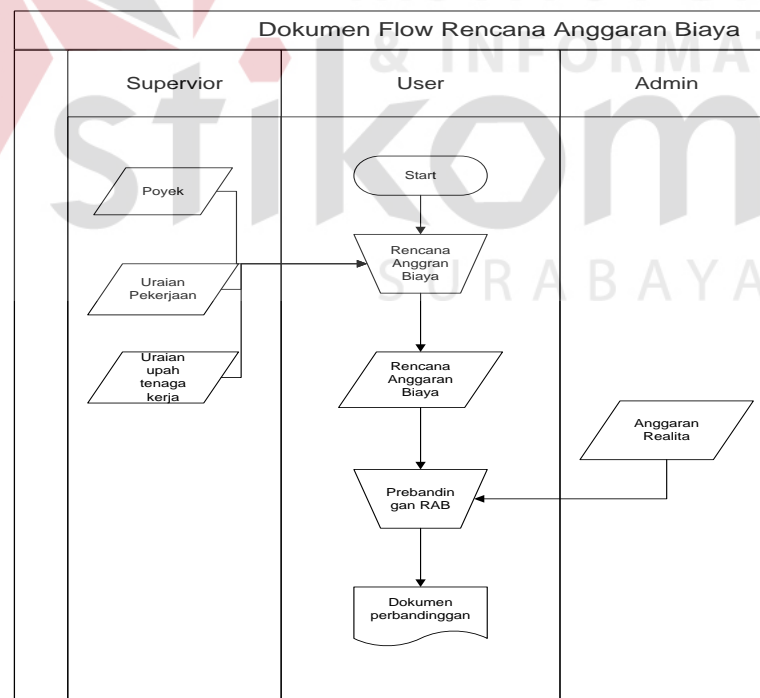 Dokumen Flow Rencana Anggaran Biaya
& INFORMAT
Supervior
User
Admin
stikom
SURABAYA
Poyek
Start
Rencana
Anggran
Biaya
Uraian
Pekerjaan
Uraian
upah
tenaga
kerja
Rencana
Anggaran
Biaya
Anggaran
Realita
Prebandin
gan RAB
Dokumen
perbandinggan